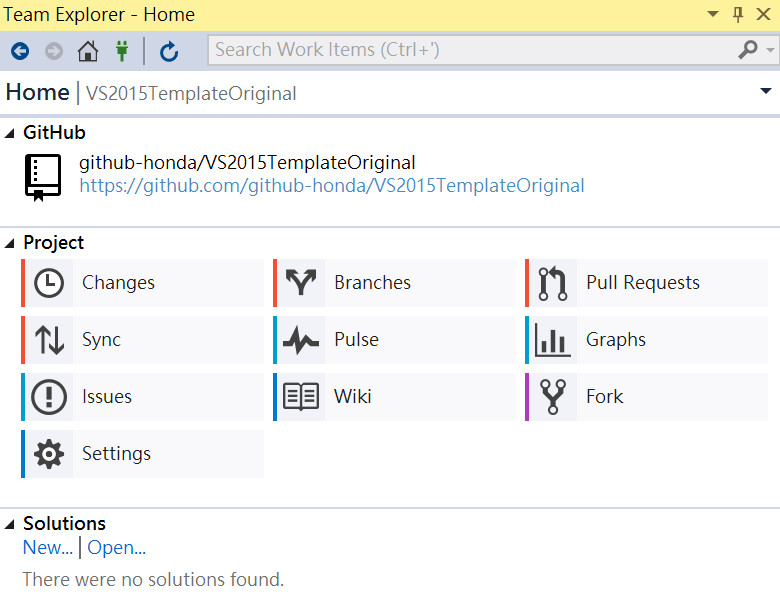 Team Explorer - Home
Search Work Items (Ctrl+')
Home | VS2015TemplateOriginal
GitHub
github-honda/VS2015TemplateOriginal
https://github.com/github-honda/VS2015TemplateOriginal
Project
Changes Branches Pull Requests
Sync Pulse Graphs
Issues Wiki Fork
Settings
Solutions
New... | Open...
There were no solutions found.